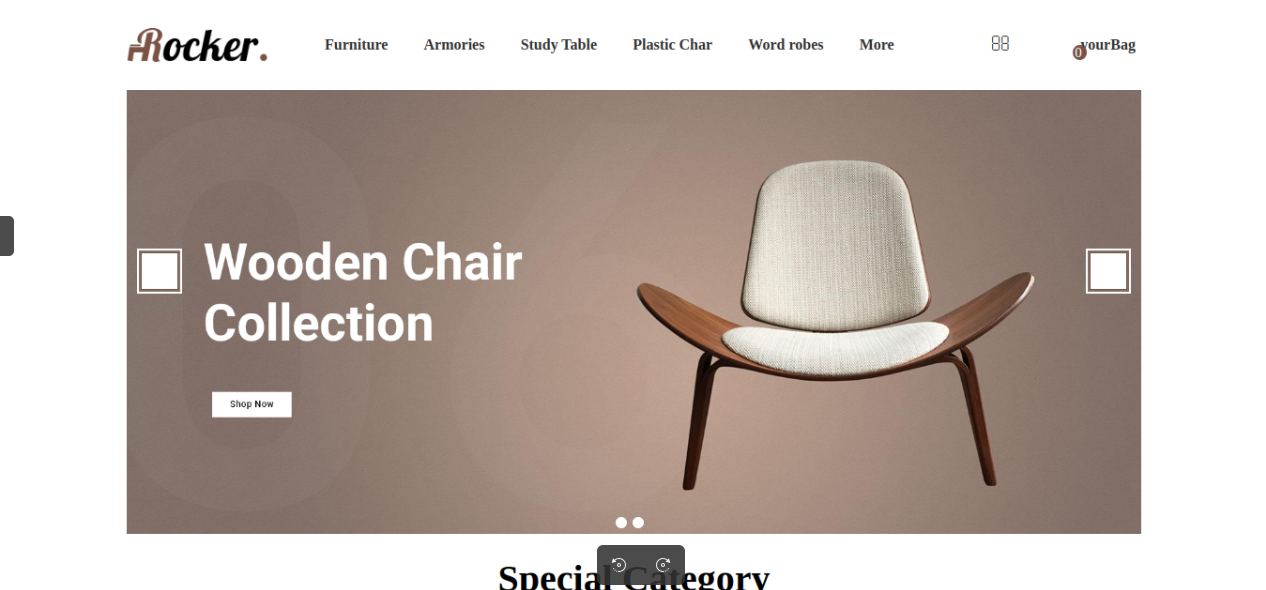 Rocker.
Furniture
Armories
Study Table
Plastic Char
Word robes
More
0
yourBag
Wooden Chair
Collection
Shop Now
Special Category